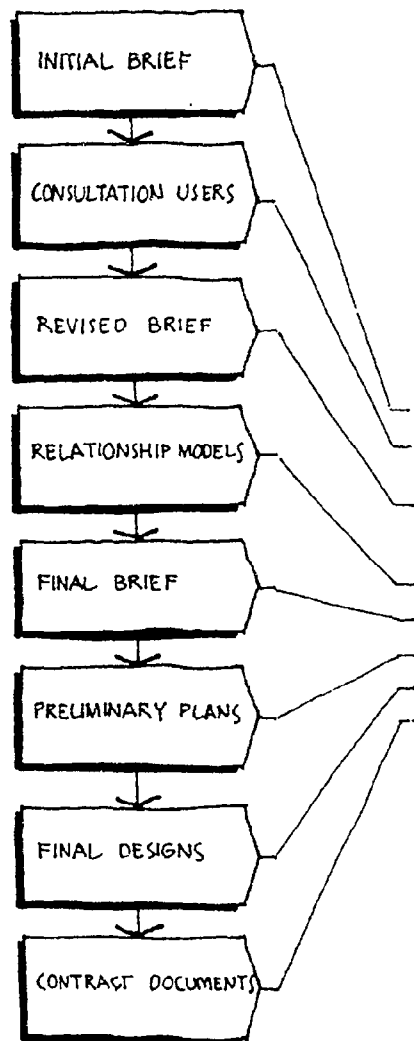 INITIAL BRIEF
CONSULTATION USERS
REVISED BRIEF
RELATIONSHIP MODELS
FINAL BRIEF
PRELIMINARY PLANS
FINAL DESIGNS
CONTRACT DOCUMENTS